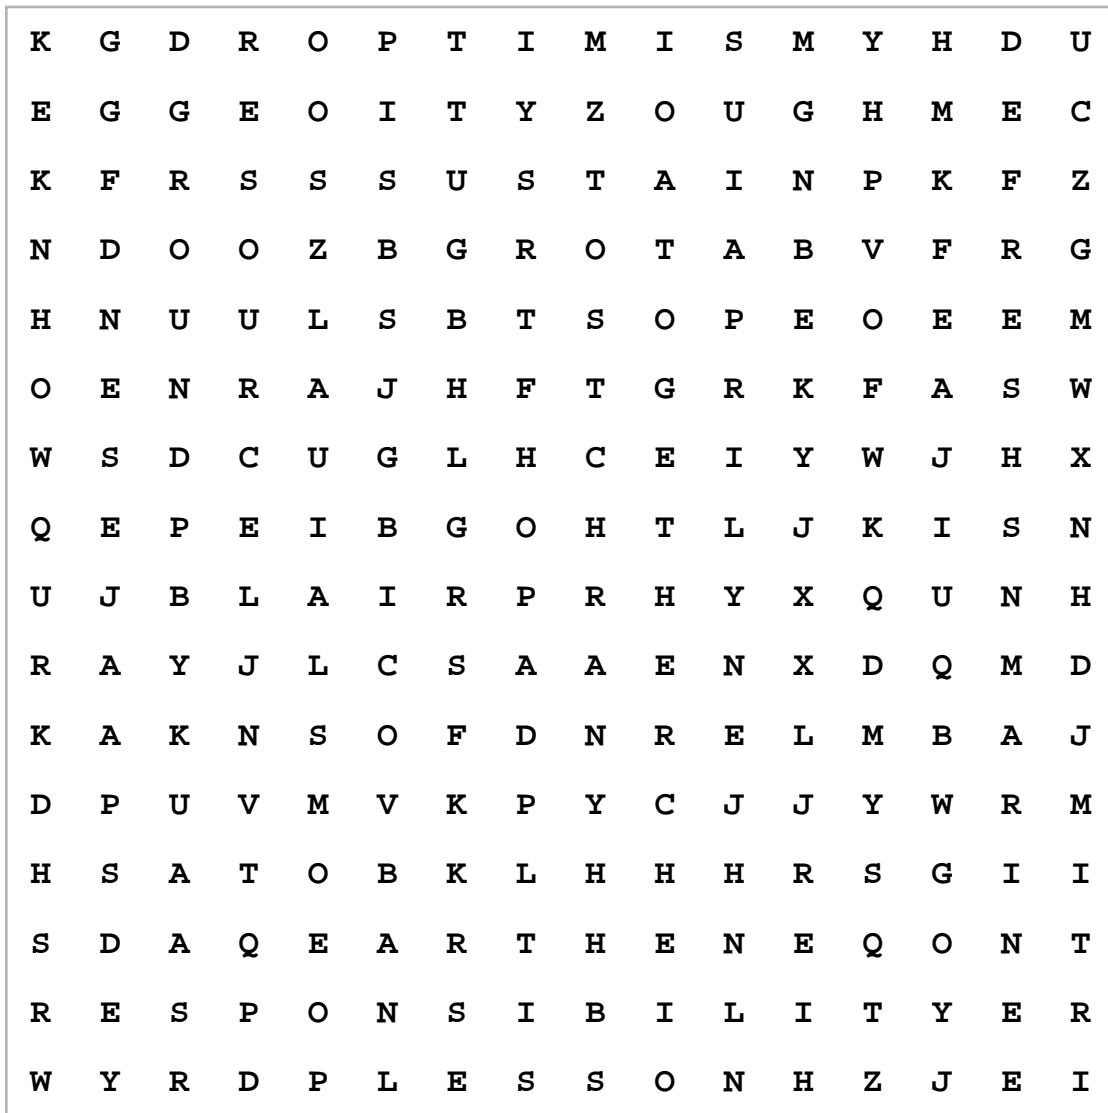 K G D R O P T I M I S M Y H D U
E G G E O I T Y Z O U G H M E C
K F R S S S U S T A I N P K F Z
N D O O Z B G R O T A B V F R G
H N U U L S B T S O P E O E E M
O E N R A J H F T G R K F A S W
W S D C U G L H C E I Y W J H X
Q E P E I B G O H T L J K I S N
U J B L A I R P R H Y X Q U N H
R A Y J L C S A A E N X D Q M D
K A K N S O F D N R E L M B A J
D P U V M V K P Y C J J Y W R M
H S A T O B K L H H H R S G I I
S D A Q E A R T H E N E Q O N T
R E S P O N S I B I L I T Y E R
W Y R D P L E S S O N H Z J E I